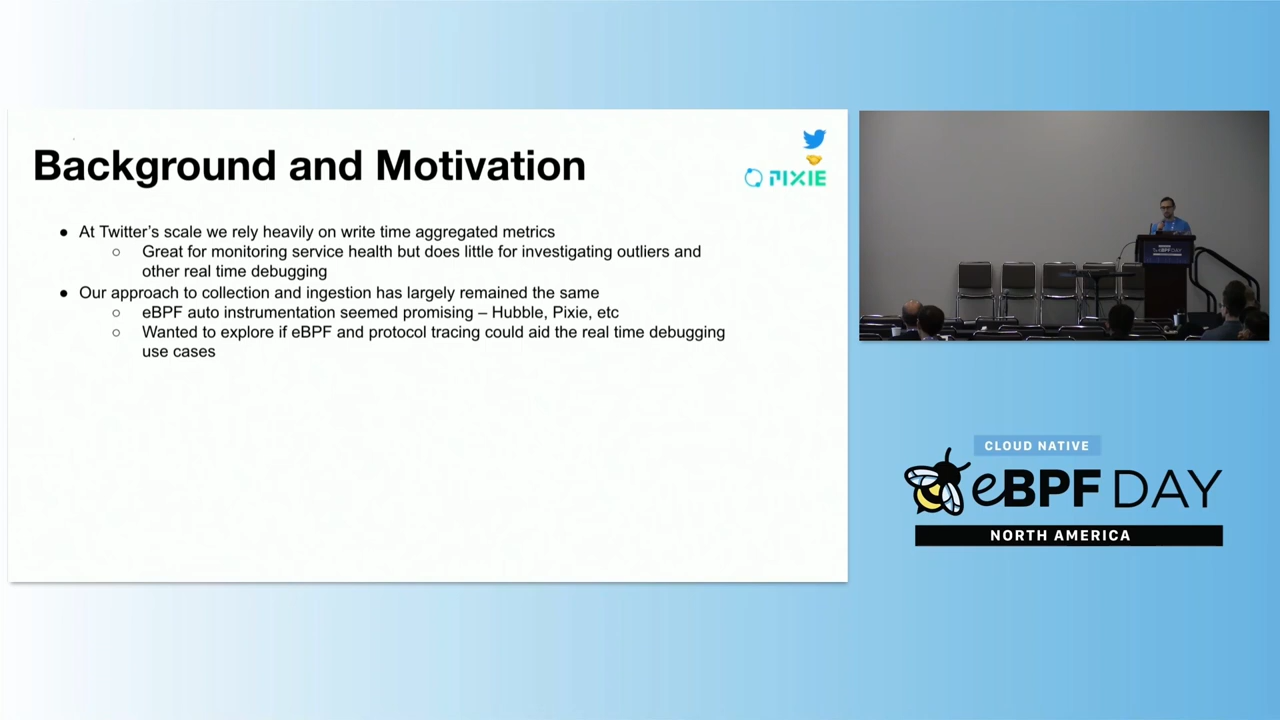 Background and Motivation
PIXIE
● At Twitter’s scale we rely heavily on write time aggregated metrics
○ Great for monitoring service health but does little for investigating outliers and
other real time debugging
● Our approach to collection and ingestion has largely remained the same
○ eBPF auto instrumentation seemed promising – Hubble, Pixie, etc
○ Wanted to explore if eBPF and protocol tracing could aid the real time debugging
use cases
CLOUD NATIVE
eBPF DAY
NORTH AMERICA